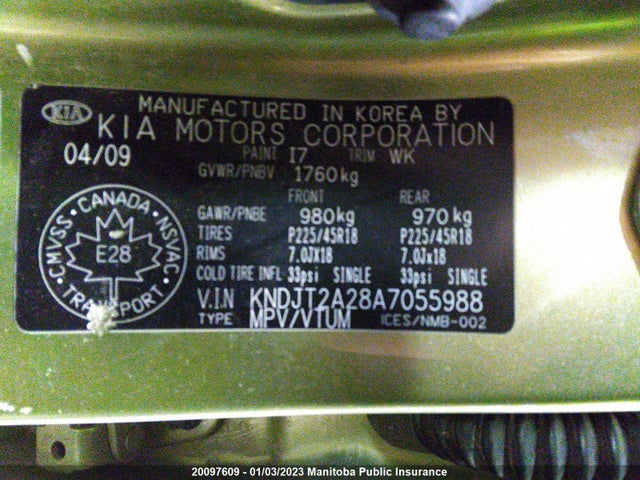 KIA MANUFACTURED IN KOREA BY
KIA MOTORS CORPORATION
04/09 PAINT I7 TRIM WK
GVWR/PNBV 1760kg
FRONT REAR
GAWR/PNBE 980kg 970kg
TIRES P225/45R18 P225/45R18
RIMS 7.0JX18 7.0Jx18
COLD TIRE INFL 33psi SINGLE 33psi SINGLE
V.I.N KNDJT2A28A7055988
TYPE MPV/VTUM ICES/NMB-002
CMVSS · CANADA · NSVAC · TRANSPORT
E28
20097609 - 01/03/2023 Manitoba Public Insurance